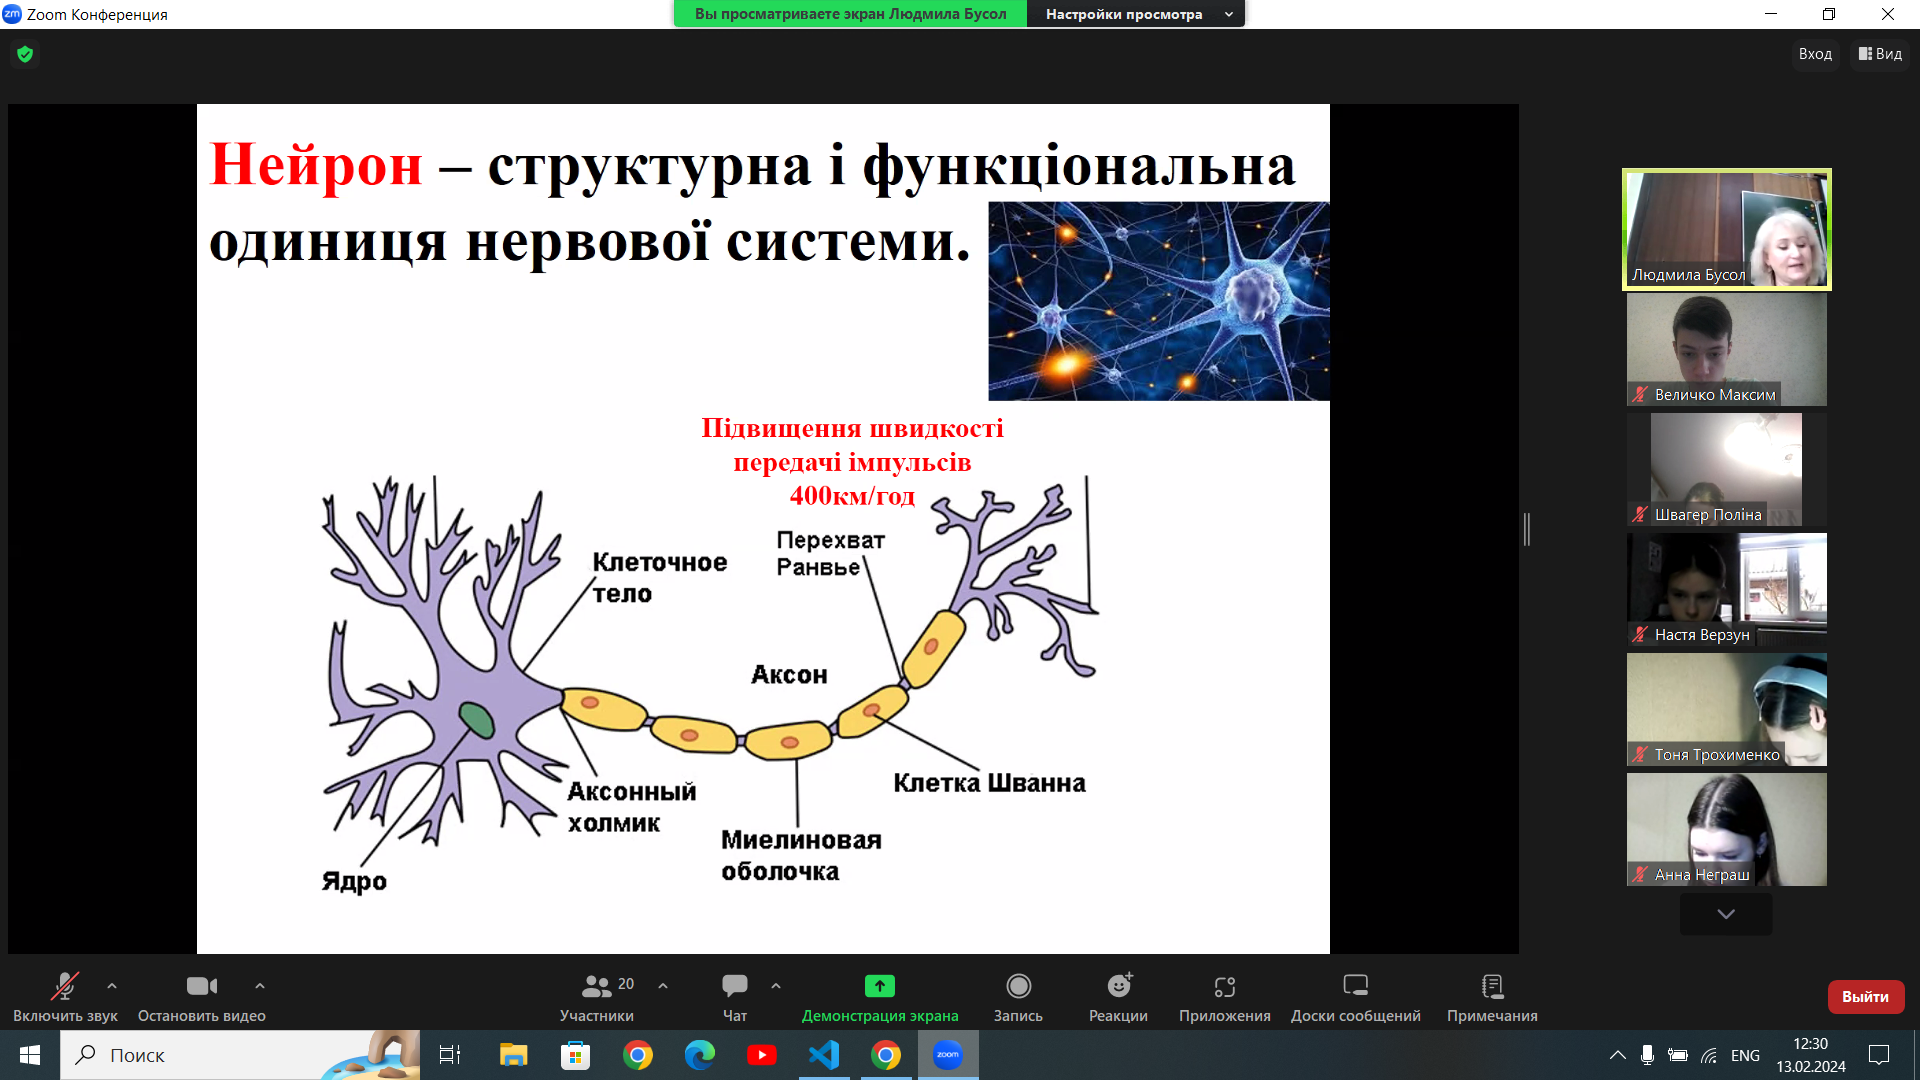 zm Zoom Конференция
Вы просматриваете экран Людмила Бусол
Настройки просмотра
Вход
Вид
Нейрон – структурна і функціональна
одиниця нервової системи.
Підвищення швидкості
передачі імпульсів
400км/год
Перехват
Ранвье
Клеточное
тело
Аксон
Клетка Шванна
Аксонный
холмик
Миелиновая
оболочка
Ядро
Людмила Бусол
Величко Максим
Швагер Поліна
Настя Верзун
Тоня Трохименко
Анна Неграш
Включить звук
Остановить видео
20
Участники
Чат
Демонстрация экрана
Запись
Реакции
Приложения
Доски сообщений
Примечания
Выйти
Поиск
zoom
ENG
12:30
13.02.2024